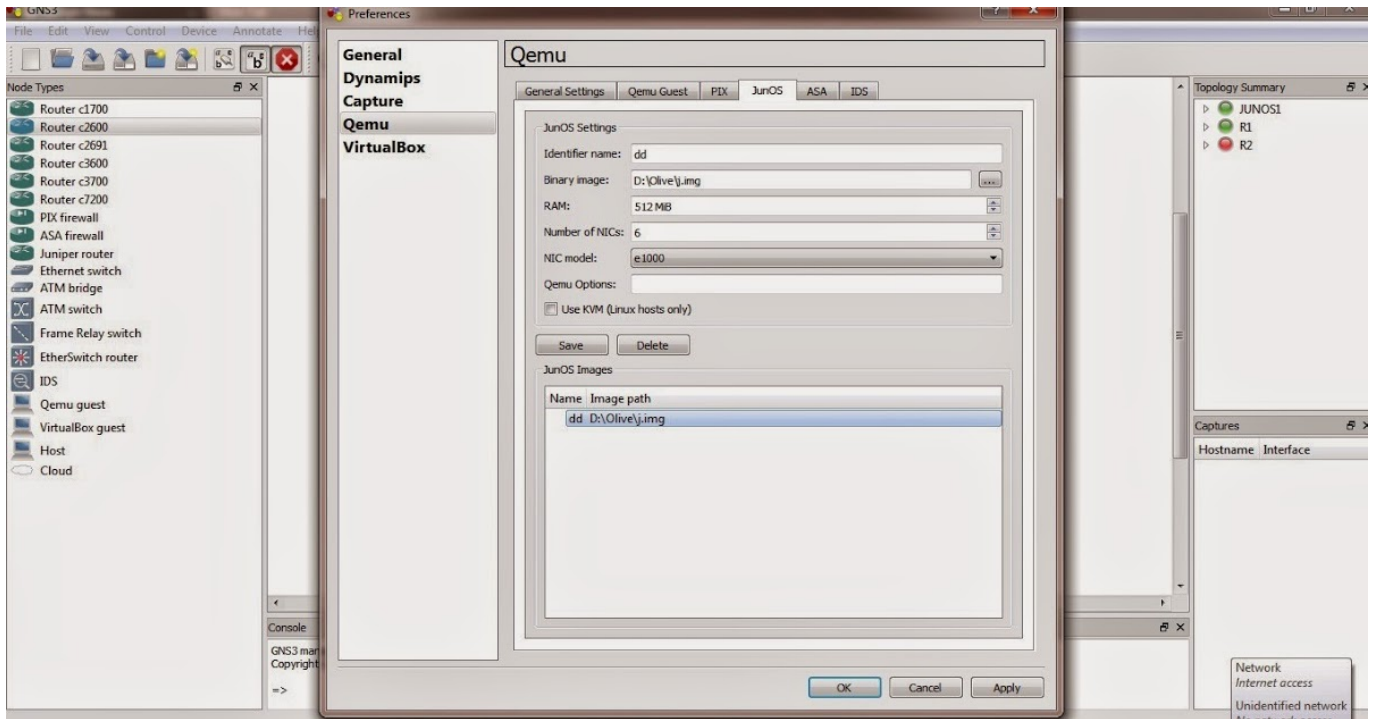 GNS3
Preferences
File Edit View Control Device Annotate Hel
Node Types
Router c1700
Router c2600
Router c2691
Router c3600
Router c3700
Router c7200
PIX firewall
ASA firewall
Juniper router
Ethernet switch
ATM bridge
ATM switch
Frame Relay switch
EtherSwitch router
IDS
Qemu guest
VirtualBox guest
Host
Cloud
General
Dynamips
Capture
Qemu
VirtualBox
Qemu
General Settings Qemu Guest PIX JunOS ASA IDS
JunOS Settings
Identifier name: dd
Binary image: D:\Olive\j.img ...
RAM: 512 MiB
Number of NICs: 6
NIC model: e1000
Qemu Options:
Use KVM (Linux hosts only)
Save Delete
JunOS Images
Name Image path
dd D:\Olive\j.img
OK Cancel Apply
Console
GNS3 man
Copyright
=>
Topology Summary
JUNOS1
R1
R2
Captures
Hostname Interface
Network
Internet access
Unidentified network